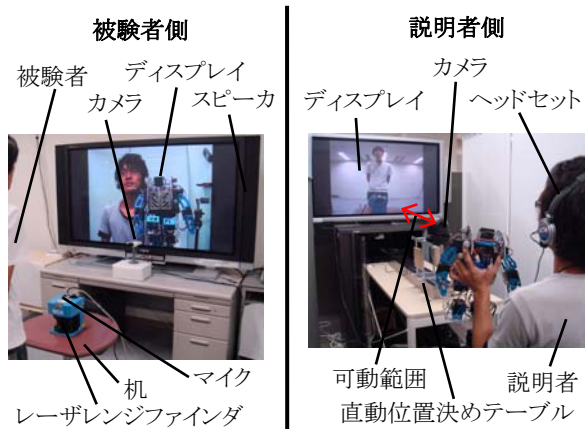 被験者側
説明者側
被験者
ディスプレイ
カメラ
スピーカ
カメラ
ディスプレイ
ヘッドセット
マイク
机
レーザレンジファインダ
可動範囲
説明者
直動位置決めテーブル